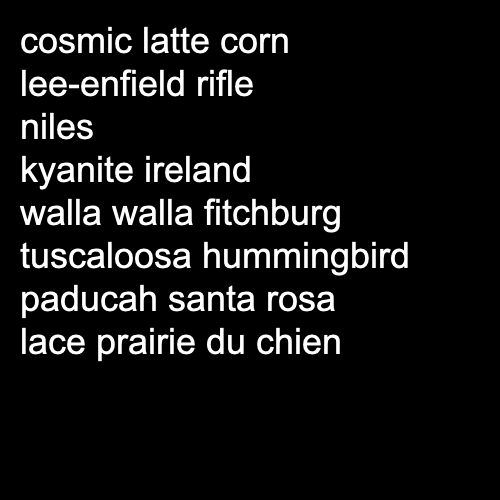 cosmic latte corn
lee-enfield rifle
niles
kyanite ireland
walla walla fitchburg
tuscaloosa hummingbird
paducah santa rosa
lace prairie du chien